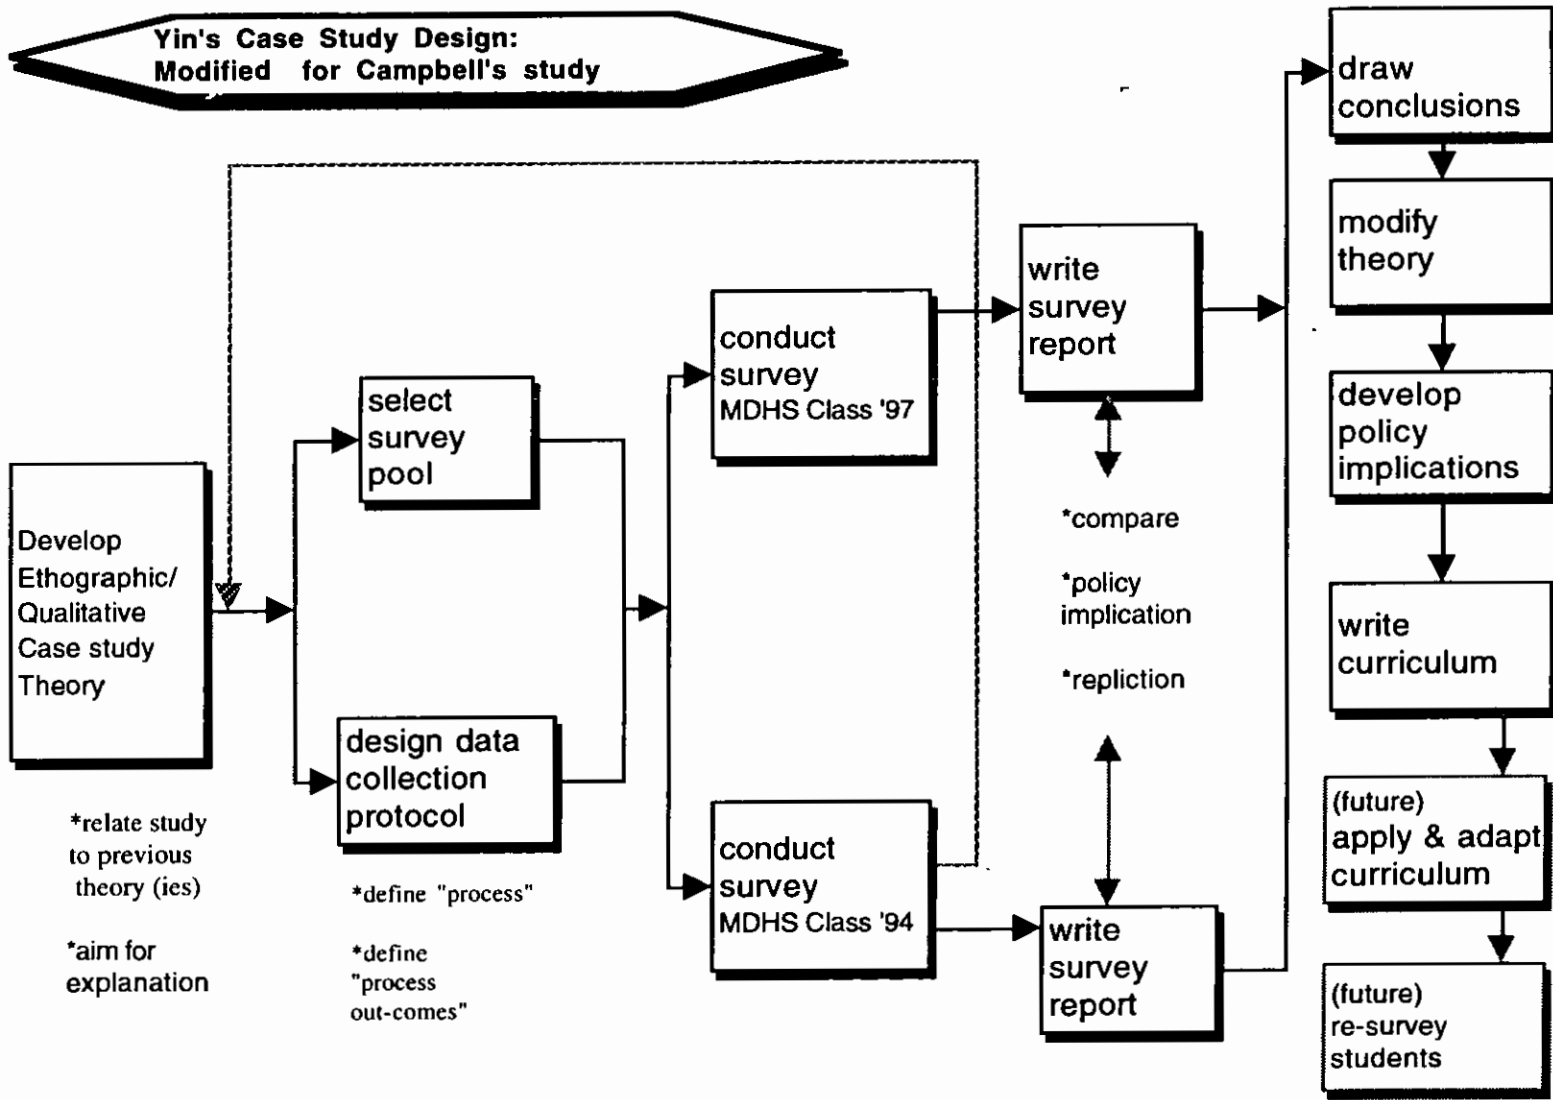 Yin's Case Study Design:
Modified for Campbell's study
Develop
Ethographic/
Qualitative
Case study
Theory
*relate study
to previous
theory (ies)
*aim for
explanation
select
survey
pool
design data
collection
protocol
*define "process"
*define
"process
out-comes"
conduct
survey
MDHS Class '97
conduct
survey
MDHS Class '94
write
survey
report
*compare
*policy
implication
*repliction
write
survey
report
draw
conclusions
modify
theory
develop
policy
implications
write
curriculum
(future)
apply & adapt
curriculum
(future)
re-survey
students